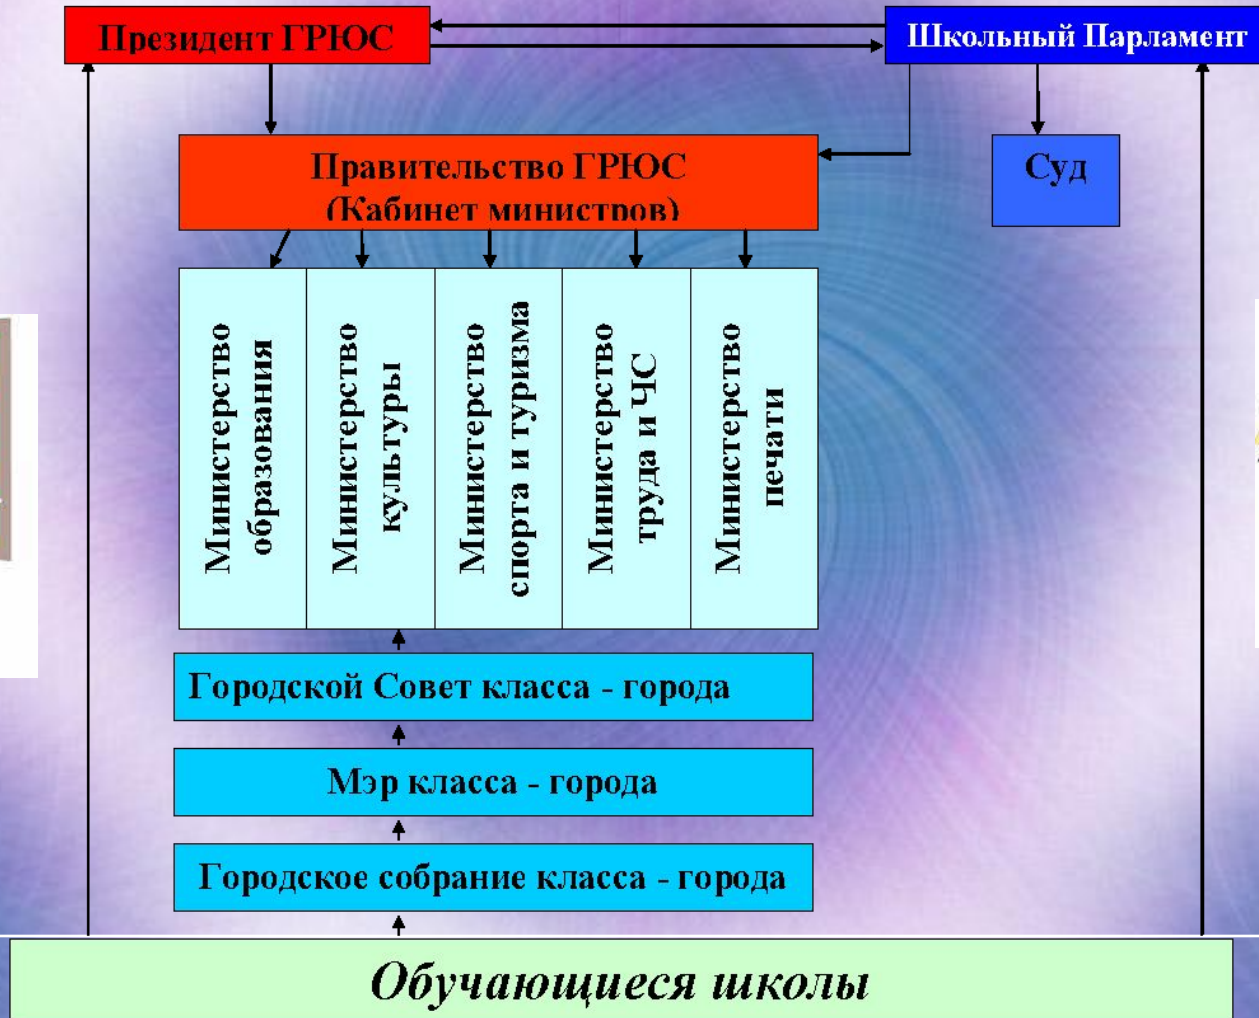 Президент ГРЮС
Школьный Парламент
Правительство ГРЮС
(Кабинет министров)
Суд
Министерство
образования
Министерство
культуры
Министерство
спорта и туризма
Министерство
труда и ЧС
Министерство
печати
Городской Совет класса - города
Мэр класса - города
Городское собрание класса - города
Обучающиеся школы